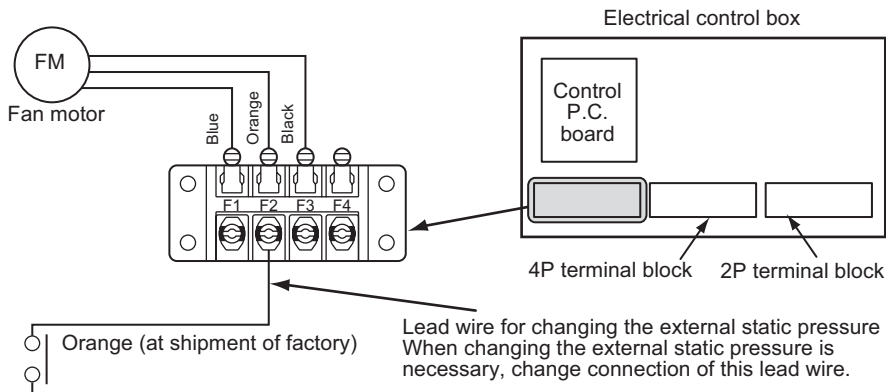 Electrical control box
FM
Fan motor
Blue
Orange
Black
Control
P.C.
board
F1 F2 F3 F4
4P terminal block
2P terminal block
Orange (at shipment of factory)
Lead wire for changing the external static pressure
When changing the external static pressure is
necessary, change connection of this lead wire.